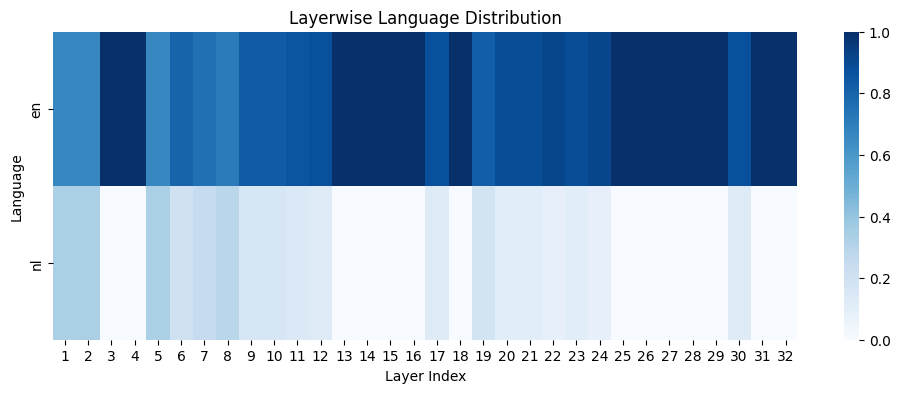 Layerwise Language Distribution
Language
en
nl
1 2 3 4 5 6 7 8 9 10 11 12 13 14 15 16 17 18 19 20 21 22 23 24 25 26 27 28 29 30 31 32
Layer Index
1.0
0.8
0.6
0.4
0.2
0.0